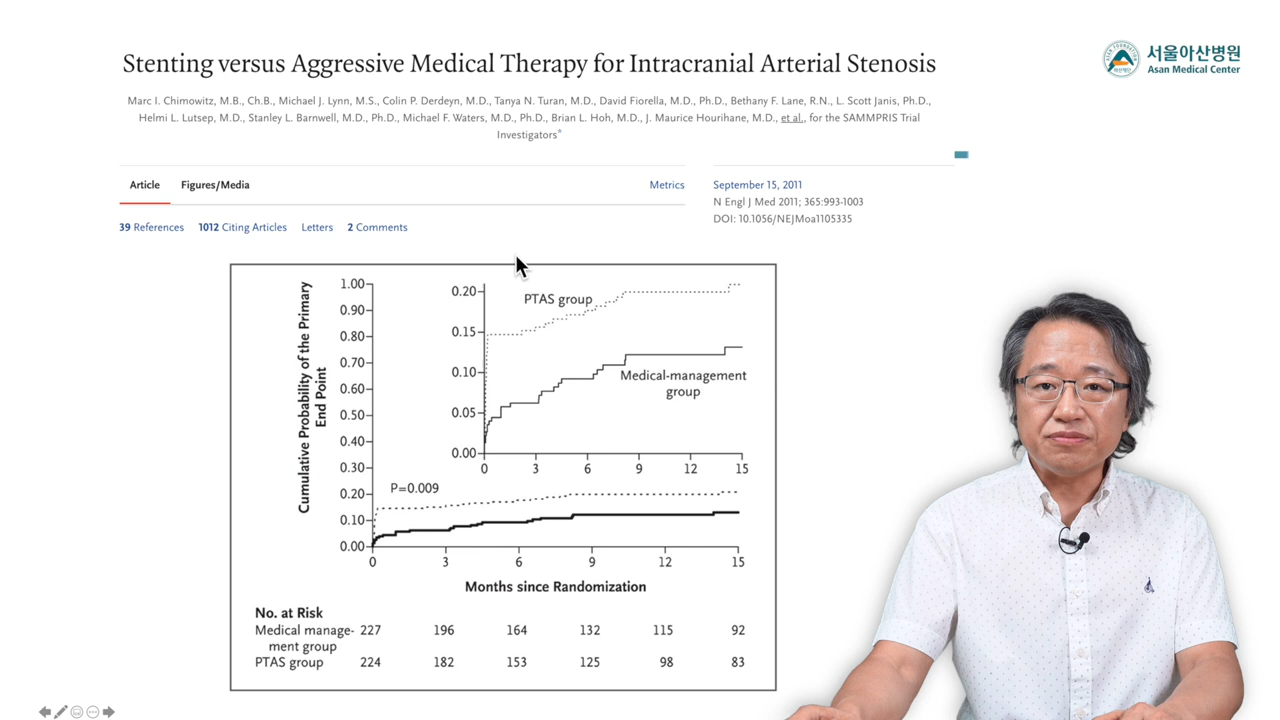 Stenting versus Aggressive Medical Therapy for Intracranial Arterial Stenosis
서울아산병원
Asan Medical Center
Marc I. Chimowitz, M.B., Ch.B., Michael J. Lynn, M.S., Colin P. Derdeyn, M.D., Tanya N. Turan, M.D., David Fiorella, M.D., Ph.D., Bethany F. Lane, R.N., L. Scott Janis, Ph.D.,
Helmi L. Lutsep, M.D., Stanley L. Barnwell, M.D., Ph.D., Michael F. Waters, M.D., Ph.D., Brian L. Hoh, M.D., J. Maurice Hourihane, M.D., et al., for the SAMMPRIS Trial
Investigators*
Article Figures/Media Metrics
39 References 1012 Citing Articles Letters 2 Comments
September 15, 2011
N Engl J Med 2011; 365:993-1003
DOI: 10.1056/NEJMoa1105335
Cumulative Probability of the Primary
End Point
1.00
0.90
0.80
0.70
0.60
0.50
0.40
0.30
0.20
0.10
0.00
0 3 6 9 12 15
0.20
0.15
0.10
0.05
0.00
0 3 6 9 12 15
PTAS group
Medical-management
group
P=0.009
Months since Randomization
No. at Risk
Medical manage- 227 196 164 132 115 92
ment group
PTAS group 224 182 153 125 98 83